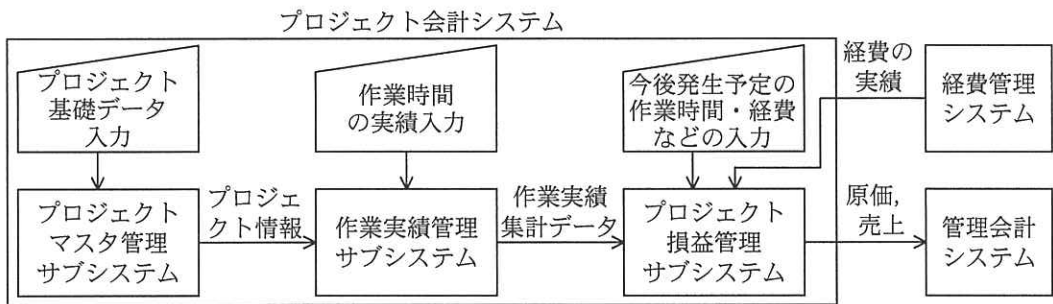 プロジェクト会計システム
プロジェクト
基礎データ
入力
作業時間
の実績入力
今後発生予定の
作業時間・経費
などの入力
経費の
実績
経費管理
システム
プロジェクト
マスタ管理
サブシステム
プロジェ
クト情報
作業実績管理
サブシステム
作業実績
集計データ
プロジェクト
損益管理
サブシステム
原価,
売上
管理会計
システム